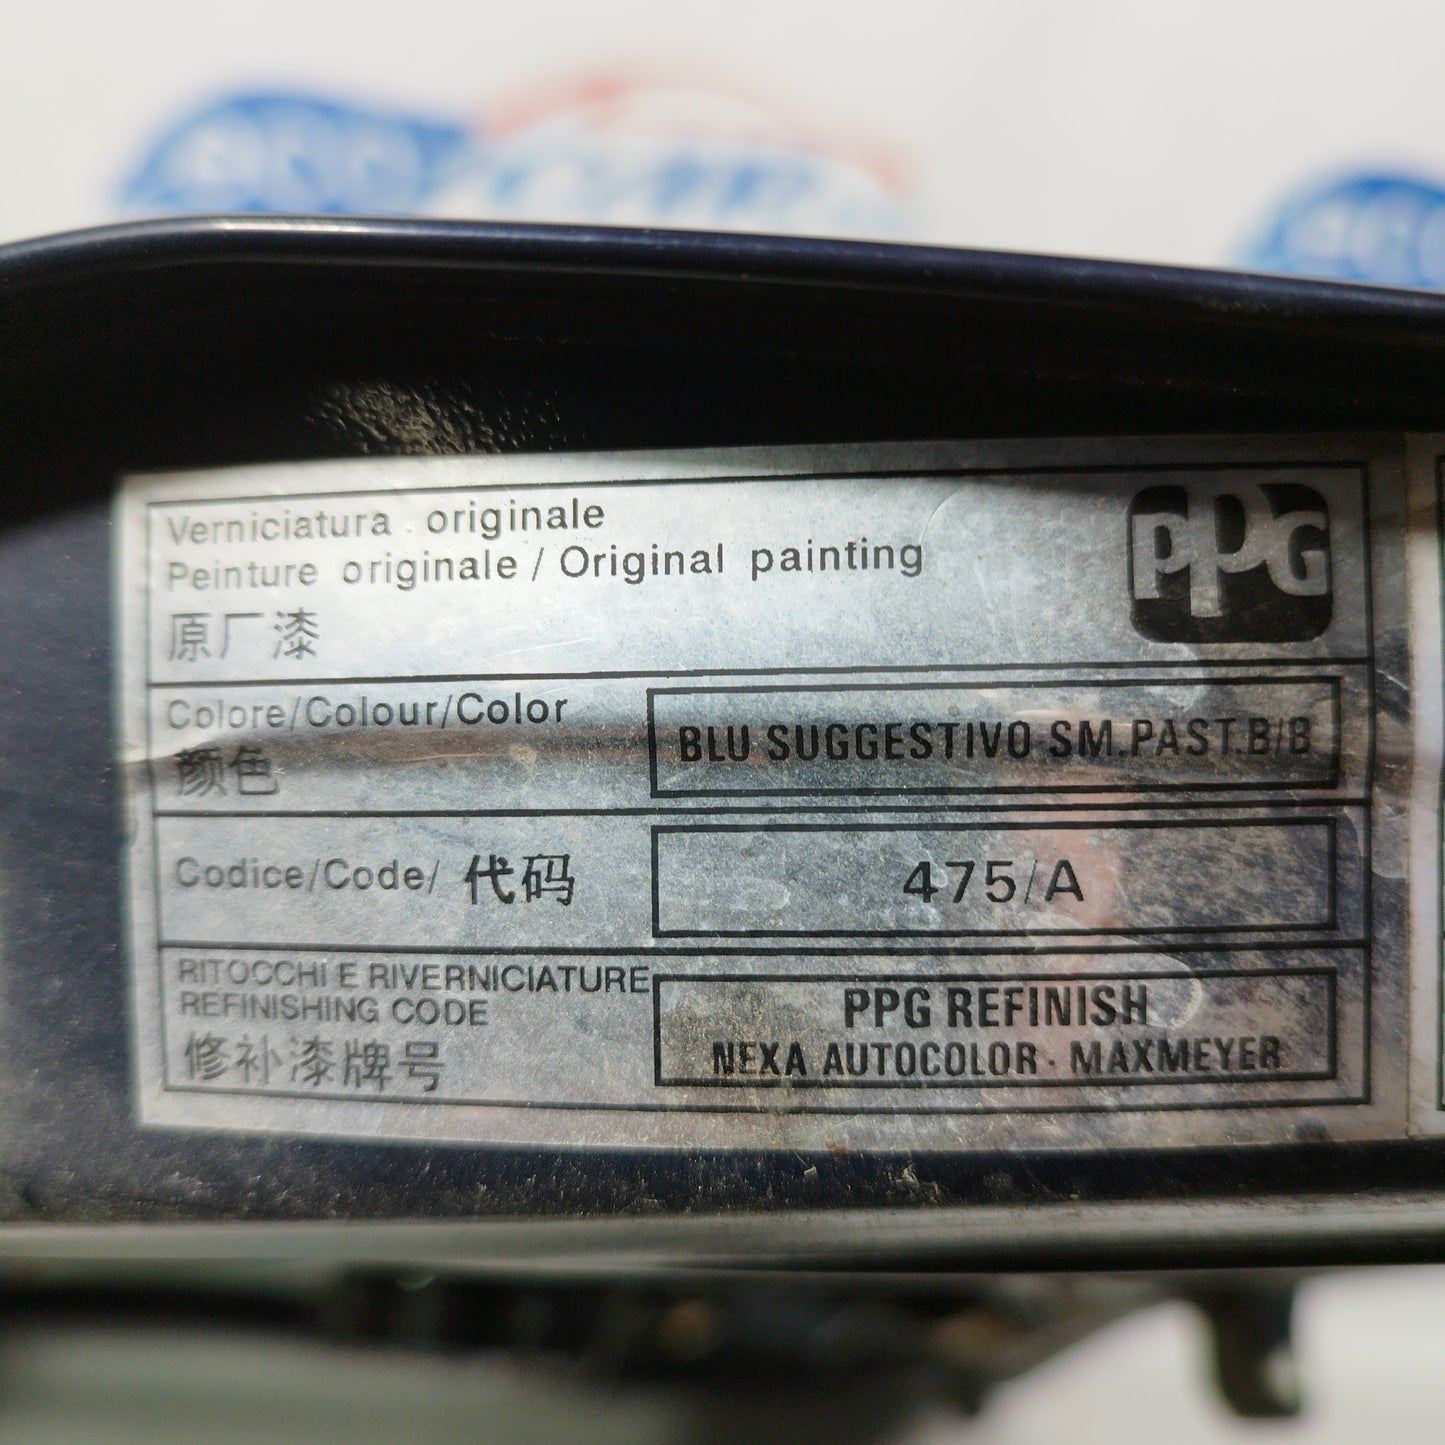 Verniciatura originale
Peinture originale / Original painting
原厂漆
PPG
Colore/Colour/Color
颜色
BLU SUGGESTIVO SM.PAST.B/B
Codice/Code/ 代码
475/A
RITOCCHI E RIVERNICIATURE
REFINISHING CODE
修补漆牌号
PPG REFINISH
NEXA AUTOCOLOR · MAXMEYER